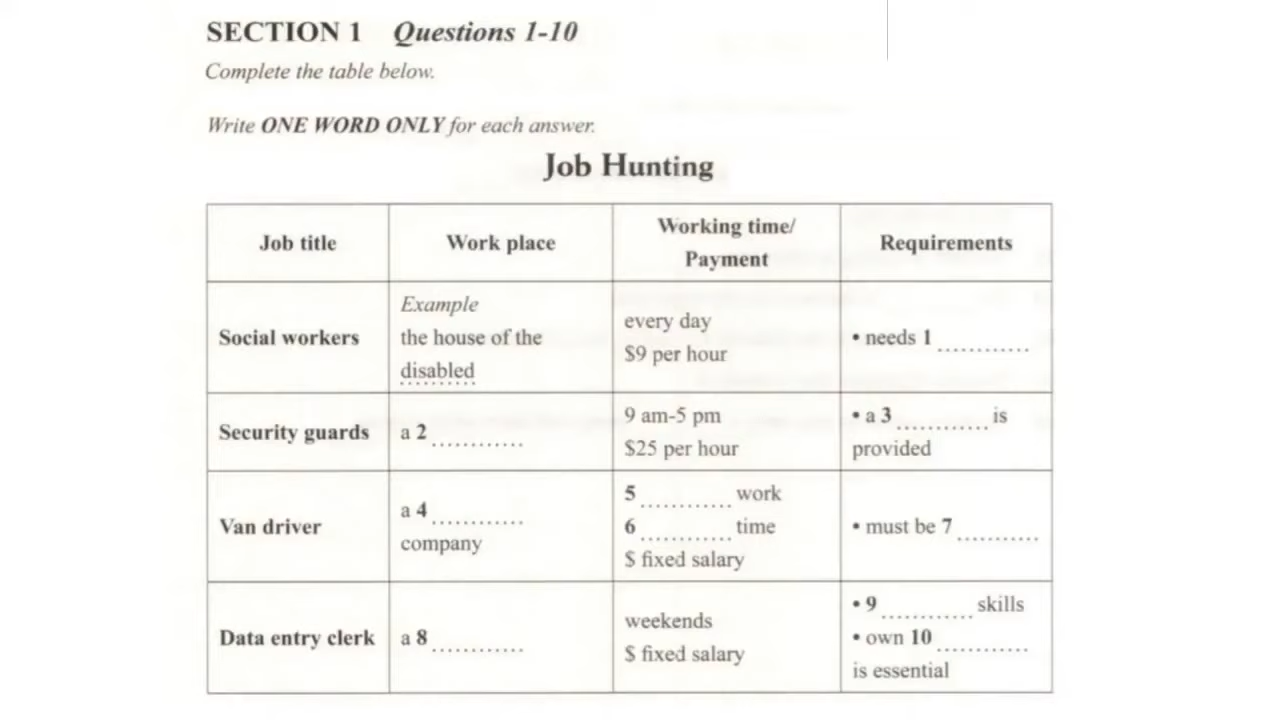 SECTION 1 Questions 1-10
Complete the table below.
Write ONE WORD ONLY for each answer.
Job Hunting
Job title
Work place
Working time/
Payment
Requirements
Social workers
Example
the house of the
disabled
every day
$9 per hour
• needs 1 ............
Security guards
a 2 ............
9 am-5 pm
$25 per hour
• a 3 ............ is
provided
Van driver
a 4 ............
company
5 ............ work
6 ............ time
$ fixed salary
• must be 7 ............
Data entry clerk
a 8 ............
weekends
$ fixed salary
• 9 ............ skills
• own 10 ............
is essential